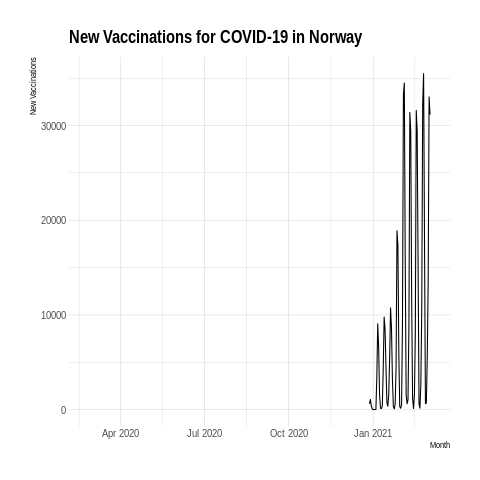 New Vaccinations for COVID-19 in Norway
New Vaccinations
30000
20000
10000
0
Apr 2020
Jul 2020
Oct 2020
Jan 2021
Month